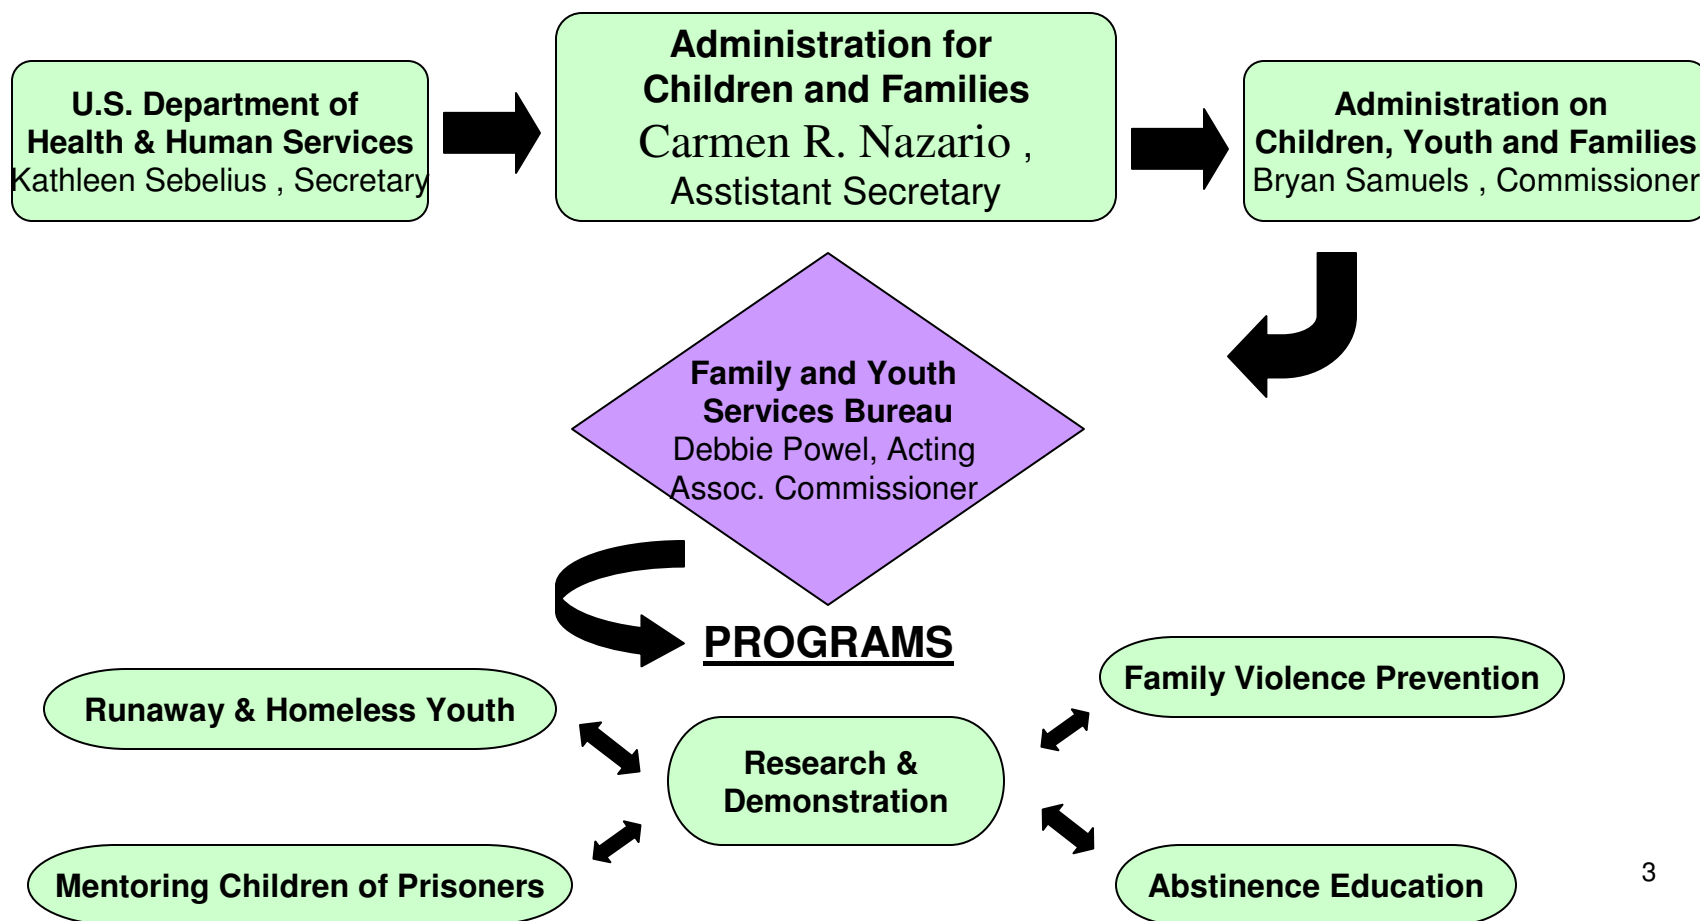 U.S. Department of
Health & Human Services
Kathleen Sebelius , Secretary
Administration for
Children and Families
Carmen R. Nazario ,
Asstistant Secretary
Administration on
Children, Youth and Families
Bryan Samuels , Commissioner
Family and Youth
Services Bureau
Debbie Powel, Acting
Assoc. Commissioner
PROGRAMS
Runaway & Homeless Youth
Family Violence Prevention
Research &
Demonstration
Mentoring Children of Prisoners
Abstinence Education
3